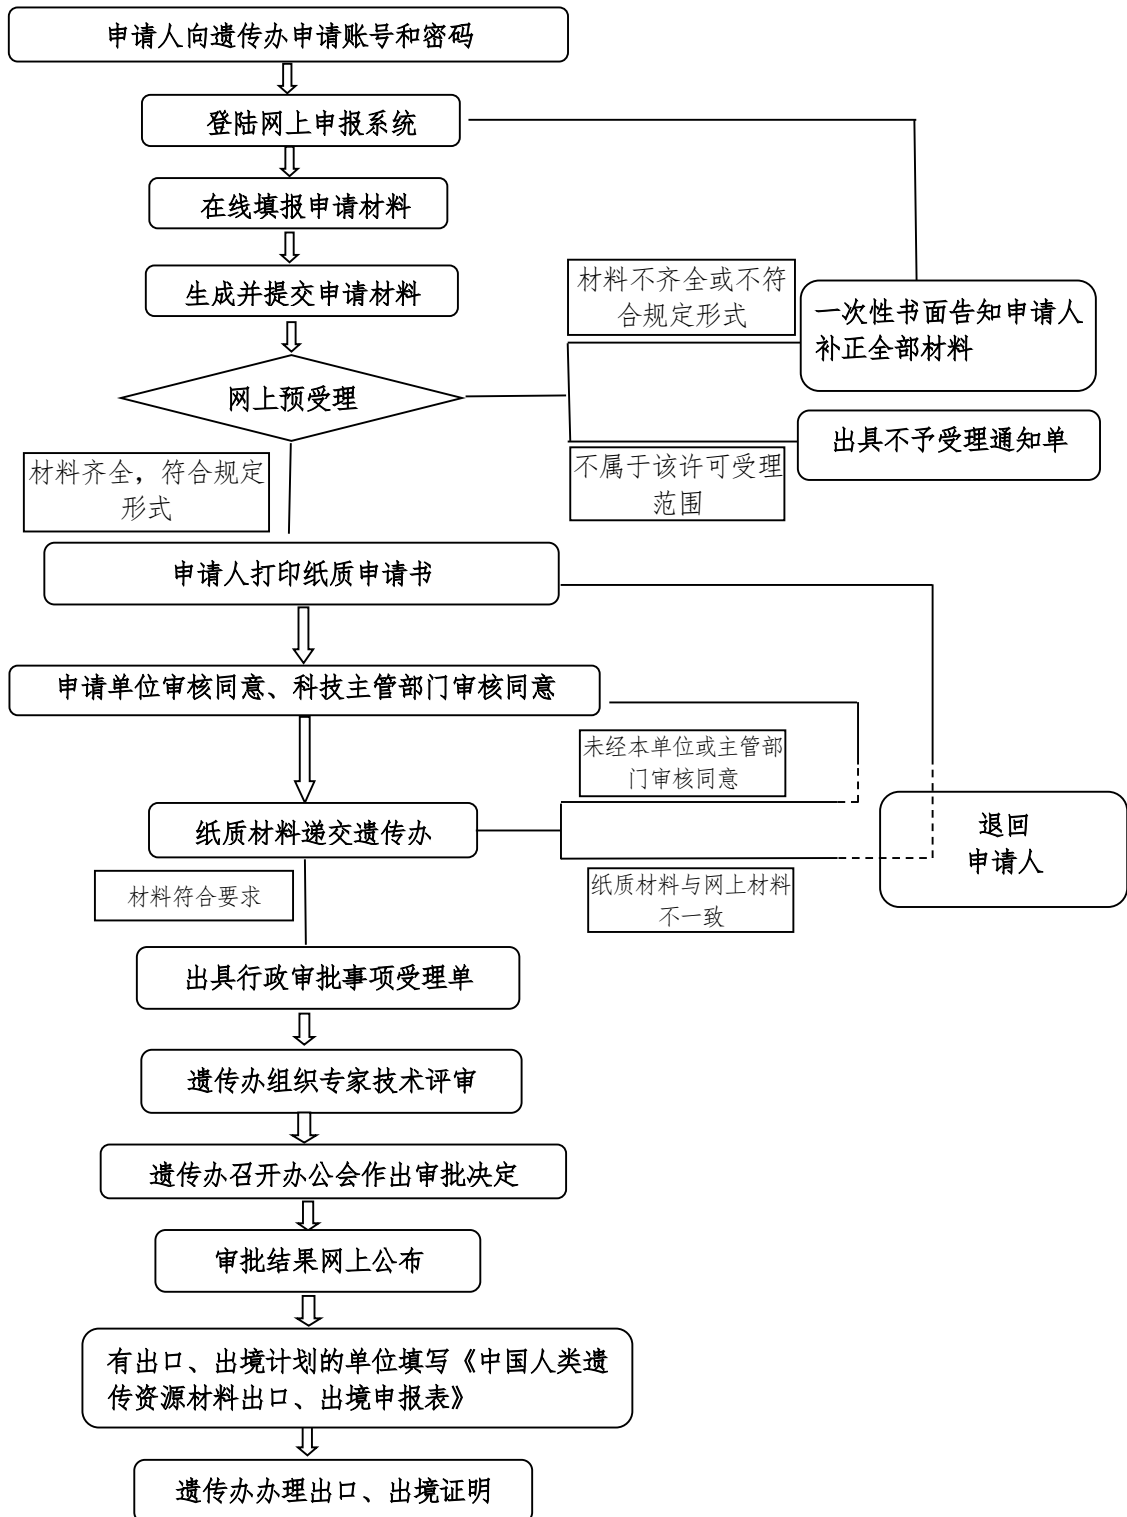 申请人向遗传办申请账号和密码
登陆网上申报系统
在线填报申请材料
生成并提交申请材料
材料不齐全或不符
合规定形式
一次性书面告知申请人
补正全部材料
网上预受理
出具不予受理通知单
材料齐全，符合规定
形式
不属于该许可受理
范围
申请人打印纸质申请书
申请单位审核同意、科技主管部门审核同意
未经本单位或主管部
门审核同意
纸质材料递交遗传办
退回
申请人
材料符合要求
纸质材料与网上材料
不一致
出具行政审批事项受理单
遗传办组织专家技术评审
遗传办召开办公会作出审批决定
审批结果网上公布
有出口、出境计划的单位填写《中国人类遗
传资源材料出口、出境申报表》
遗传办办理出口、出境证明